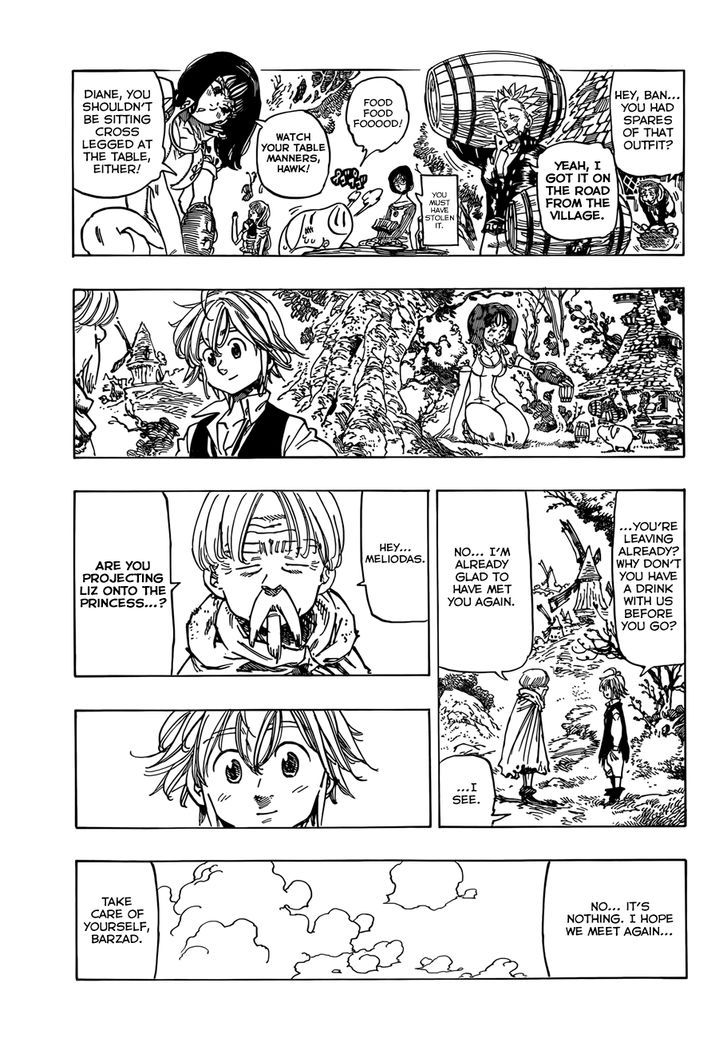 HEY, BAN...
YOU HAD
SPARES
OF THAT
OUTFIT?
YEAH, I
GOT IT ON
THE ROAD
FROM THE
VILLAGE.
YOU
MUST
HAVE
STOLEN
IT.
FOOD
FOOD
FOOOOD!
WATCH
YOUR TABLE
MANNERS,
HAWK!
DIANE, YOU
SHOULDN'T
BE SITTING
CROSS
LEGGED AT
THE TABLE,
EITHER!
...YOU'RE
LEAVING
ALREADY?
WHY DON'T
YOU HAVE
A DRINK
WITH US
BEFORE
YOU GO?
NO... I'M
ALREADY
GLAD TO
HAVE MET
YOU AGAIN.
...I
SEE.
HEY...
MELIODAS.
ARE YOU
PROJECTING
LIZ ONTO THE
PRINCESS...?
NO... IT'S
NOTHING. I HOPE
WE MEET AGAIN...
TAKE
CARE OF
YOURSELF,
BARZAD.